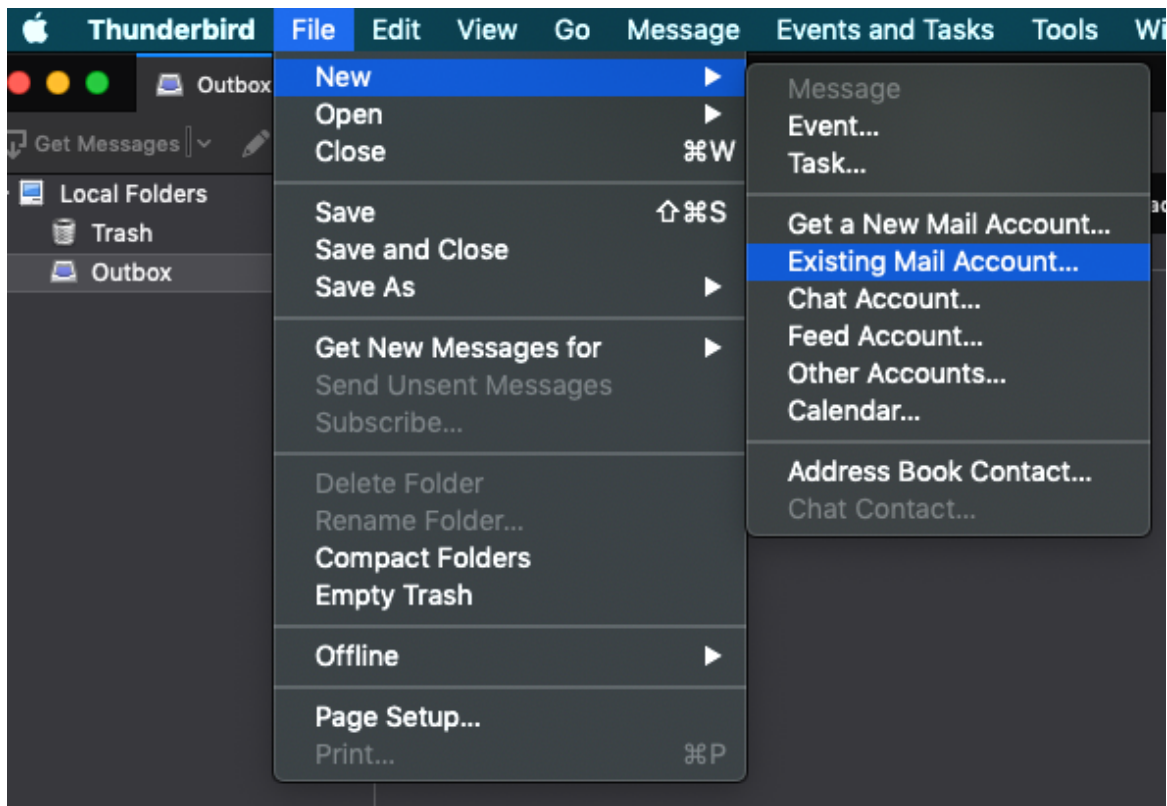 Thunderbird File Edit View Go Message Events and Tasks Tools
Outbox
Get Messages
Local Folders
Trash
Outbox
New
Open
Close ⌘W
Save ⇧⌘S
Save and Close
Save As
Get New Messages for
Send Unsent Messages
Subscribe...
Delete Folder
Rename Folder...
Compact Folders
Empty Trash
Offline
Page Setup...
Print... ⌘P
Message
Event...
Task...
Get a New Mail Account...
Existing Mail Account...
Chat Account...
Feed Account...
Other Accounts...
Calendar...
Address Book Contact...
Chat Contact...